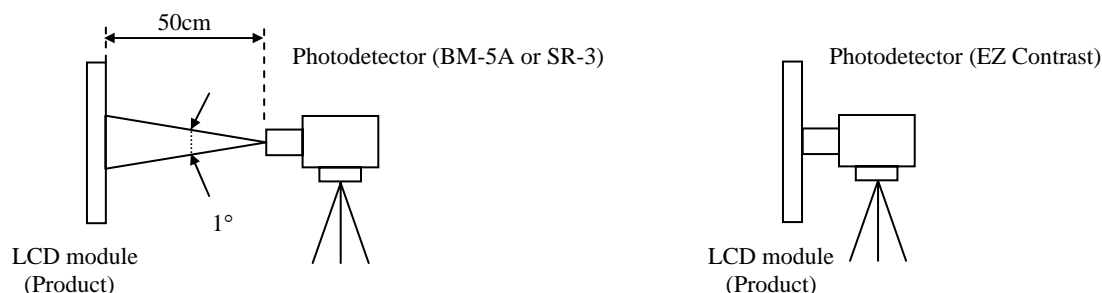 50cm
Photodetector (BM-5A or SR-3)
1°
LCD module
(Product)
Photodetector (EZ Contrast)
LCD module
(Product)